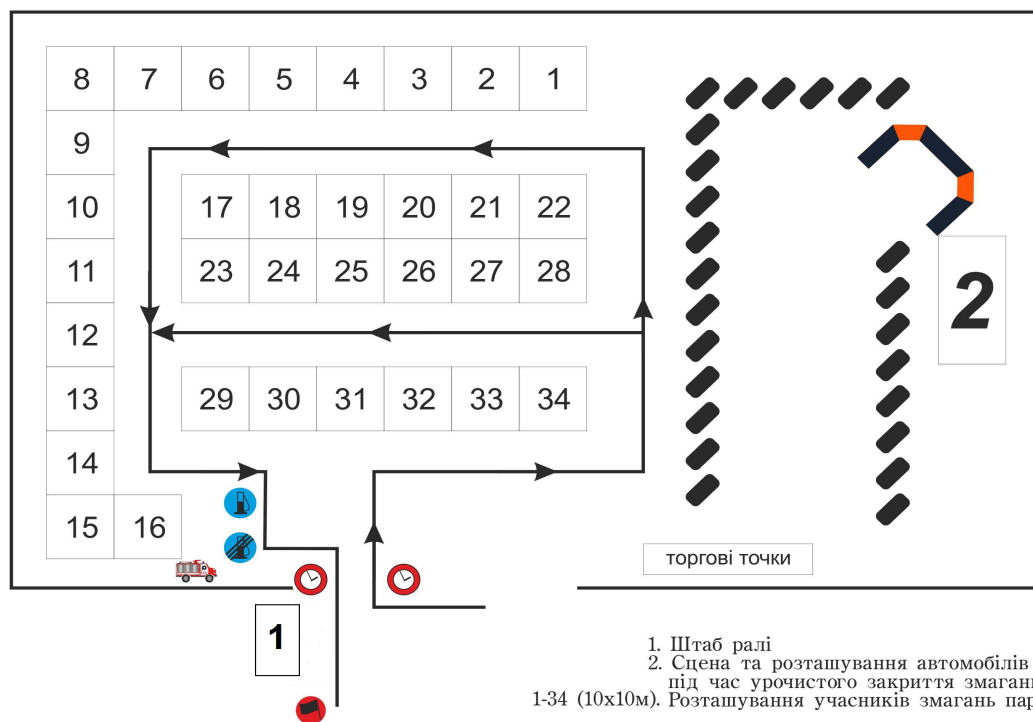 8 7 6 5 4 3 2 1
9
10 17 18 19 20 21 22
11 23 24 25 26 27 28
12
13 29 30 31 32 33 34
14
15 16
2
торгові точки
1
1. Штаб ралі
2. Сцена та розташування автомобілів
під час урочистого закриття
1-34 (10х10м). Розташування учасників змагань